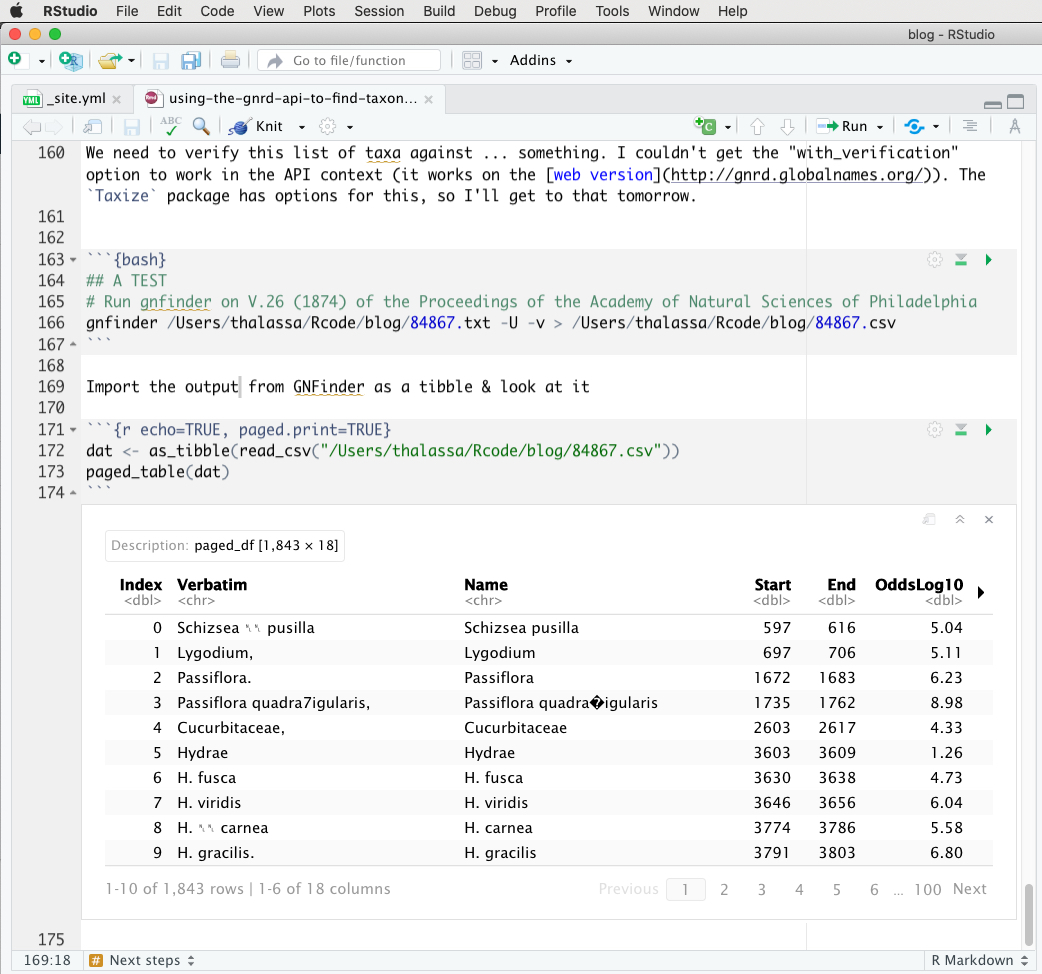 RStudio File Edit Code View Plots Session Build Debug Profile Tools Window Help
blog - RStudio
Go to file/function Addins
_site.yml using-the-gnrd-api-to-find-taxon...
ABC Knit Run
160 We need to verify this list of taxa against ... something. I couldn't get the "with_verification"
option to work in the API context (it works on the [web version](http://gnrd.globalnames.org/)). The
`Taxize` package has options for this, so I'll get to that tomorrow.
161
162
163 ```{bash}
164 ## A TEST
165 # Run gnfinder on V.26 (1874) of the Proceedings of the Academy of Natural Sciences of Philadelphia
166 gnfinder /Users/thalassa/Rcode/blog/84867.txt -U -v > /Users/thalassa/Rcode/blog/84867.csv
167 ```
168
169 Import the output from GNFinder as a tibble & look at it
170
171 ```{r echo=TRUE, paged.print=TRUE}
172 dat <- as_tibble(read_csv("/Users/thalassa/Rcode/blog/84867.csv"))
173 paged_table(dat)
174 ```
Description: paged_df [1,843 × 18]
Index Verbatim Name Start End OddsLog10
<dbl> <chr> <chr> <dbl> <dbl> <dbl>
0 Schizsea ␤␤ pusilla Schizsea pusilla 597 616 5.04
1 Lygodium, Lygodium 697 706 5.11
2 Passiflora. Passiflora 1672 1683 6.23
3 Passiflora quadra7igularis, Passiflora quadra�igularis 1735 1762 8.98
4 Cucurbitaceae, Cucurbitaceae 2603 2617 4.33
5 Hydrae Hydrae 3603 3609 1.26
6 H. fusca H. fusca 3630 3638 4.73
7 H. viridis H. viridis 3646 3656 6.04
8 H. ␤␤ carnea H. carnea 3774 3786 5.58
9 H. gracilis. H. gracilis 3791 3803 6.80
1-10 of 1,843 rows | 1-6 of 18 columns Previous 1 2 3 4 5 6 ... 100 Next
175
169:18 # Next steps R Markdown